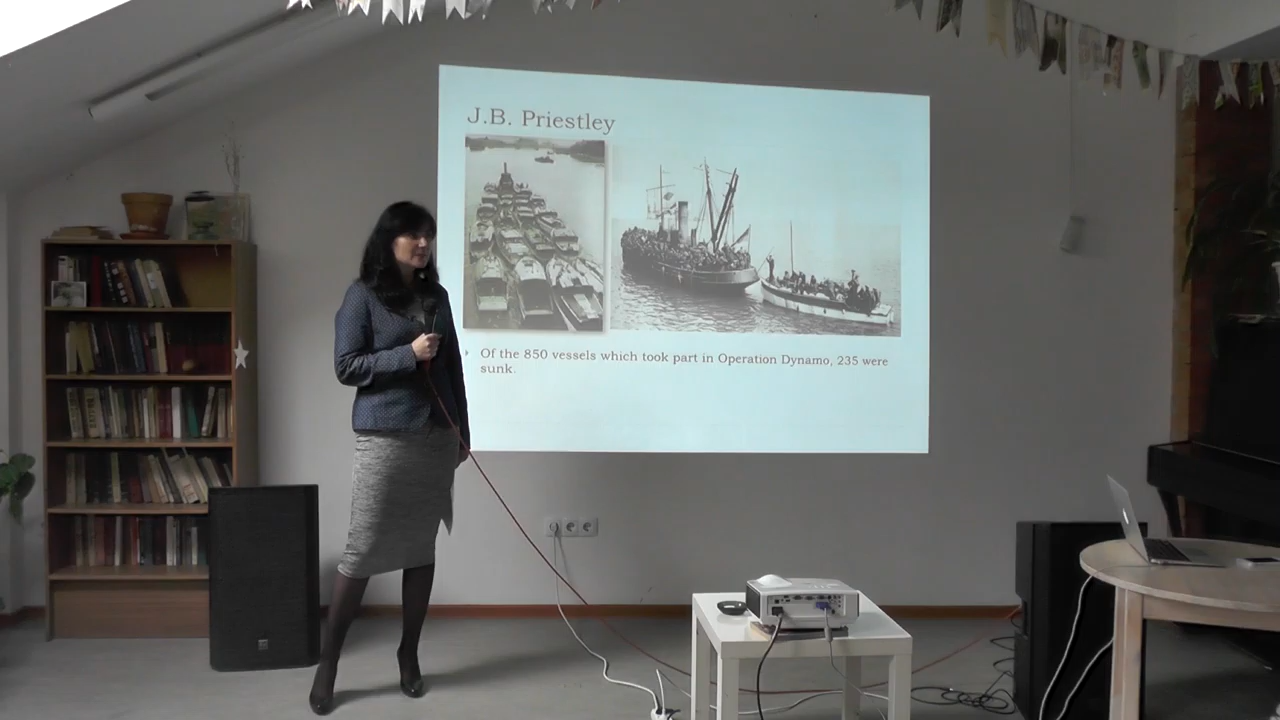 J.B. Priestley
Of the 850 vessels which took part in Operation Dynamo, 235 were
sunk.